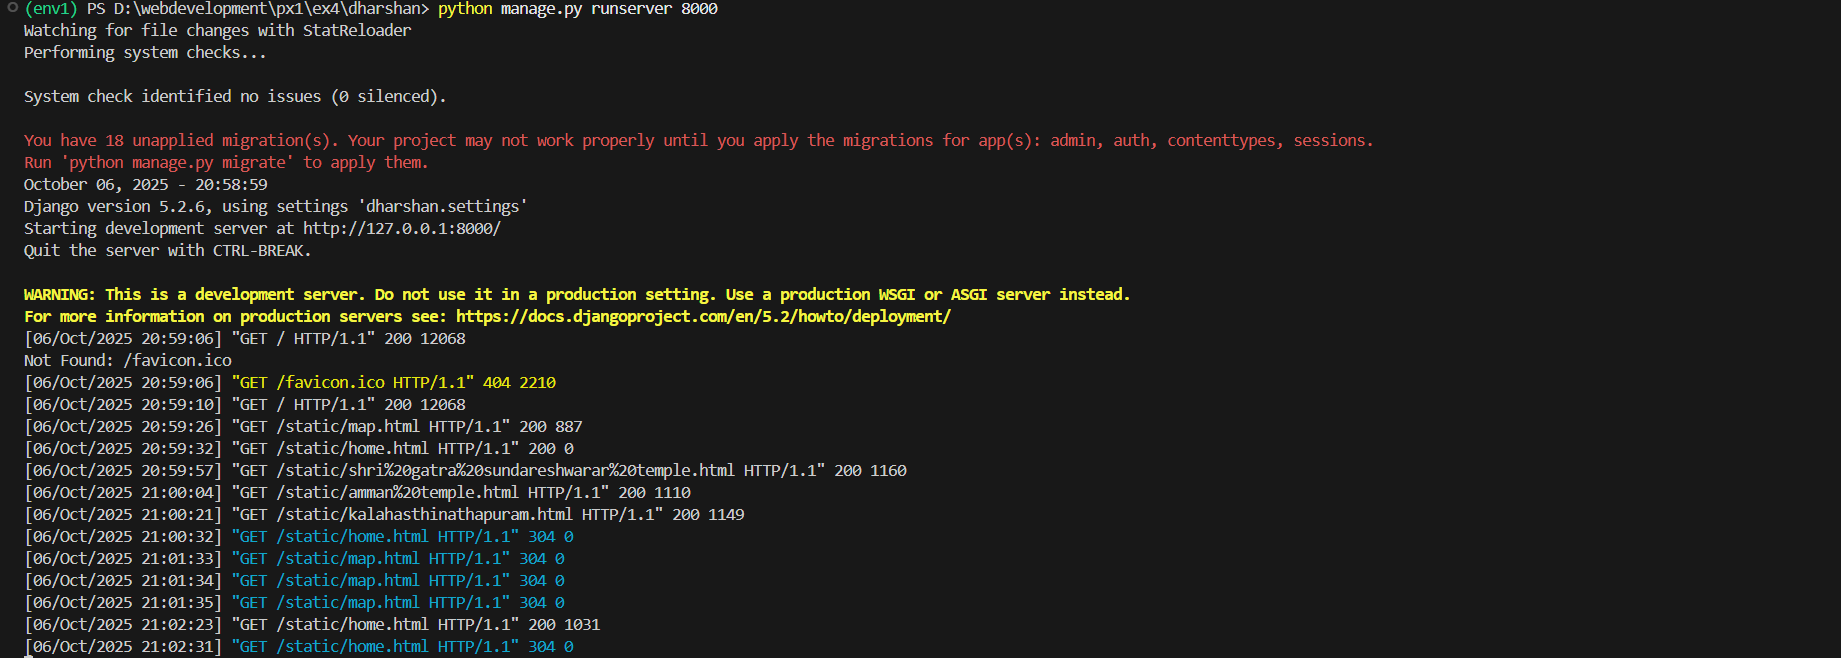 (env1) PS D:\webdevelopment\px1\ex4\dharshan> python manage.py runserver 8000
Watching for file changes with StatReloader
Performing system checks...
System check identified no issues (0 silenced).
You have 18 unapplied migration(s). Your project may not work properly until you apply the migrations for app(s): admin, auth, contenttypes, sessions.
Run 'python manage.py migrate' to apply them.
October 06, 2025 - 20:58:59
Django version 5.2.6, using settings 'dharshan.settings'
Starting development server at http://127.0.0.1:8000/
Quit the server with CTRL-BREAK.
WARNING: This is a development server. Do not use it in a production setting. Use a production WSGI or ASGI server instead.
For more information on production servers see: https://docs.djangoproject.com/en/5.2/howto/deployment/
[06/Oct/2025 20:59:06] "GET / HTTP/1.1" 200 12068
Not Found: /favicon.ico
[06/Oct/2025 20:59:06] "GET /favicon.ico HTTP/1.1" 404 2210
[06/Oct/2025 20:59:10] "GET / HTTP/1.1" 200 12068
[06/Oct/2025 20:59:26] "GET /static/map.html HTTP/1.1" 200 887
[06/Oct/2025 20:59:32] "GET /static/home.html HTTP/1.1" 200 0
[06/Oct/2025 20:59:57] "GET /static/shri%20gatra%20sundareshwarar%20temple.html HTTP/1.1" 200 1160
[06/Oct/2025 21:00:04] "GET /static/amman%20temple.html HTTP/1.1" 200 1110
[06/Oct/2025 21:00:21] "GET /static/kalahasthinathapuram.html HTTP/1.1" 200 1149
[06/Oct/2025 21:00:32] "GET /static/home.html HTTP/1.1" 304 0
[06/Oct/2025 21:01:33] "GET /static/map.html HTTP/1.1" 304 0
[06/Oct/2025 21:01:34] "GET /static/map.html HTTP/1.1" 304 0
[06/Oct/2025 21:01:35] "GET /static/map.html HTTP/1.1" 304 0
[06/Oct/2025 21:02:23] "GET /static/home.html HTTP/1.1" 200 1031
[06/Oct/2025 21:02:31] "GET /static/home.html HTTP/1.1" 304 0